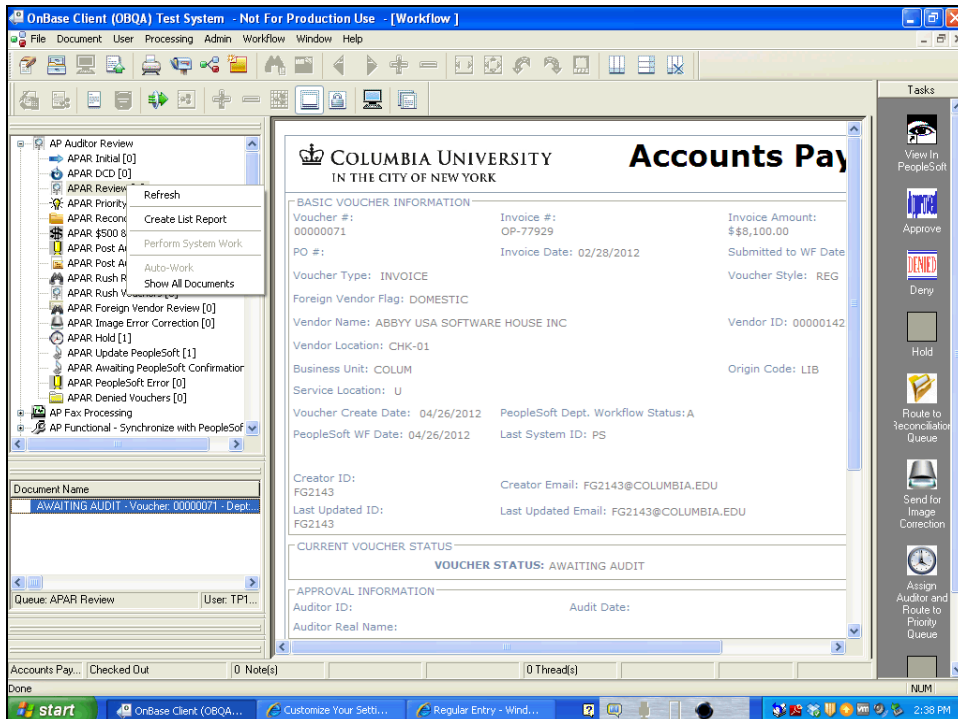 OnBase Client (OBQA) Test System - Not For Production Use - [Workflow ]
File Document User Processing Admin Workflow Window Help
AP Auditor Review
APAR Initial [0]
APAR DCD [0]
APAR Review
APAR Priority
APAR Recond
APAR $500 &
APAR Post Au
APAR Post Au
APAR Rush R
APAR Rush Vouchers [0]
APAR Foreign Vendor Review [0]
APAR Image Error Correction [0]
APAR Hold [1]
APAR Update PeopleSoft [1]
APAR Awaiting PeopleSoft Confirmation
APAR PeopleSoft Error [0]
APAR Denied Vouchers [0]
AP Fax Processing
AP Functional - Synchronize with PeopleSof
Refresh
Create List Report
Perform System Work
Auto-Work
Show All Documents
Document Name
AWAITING AUDIT - Voucher: 00000071 - Dept:...
Queue: APAR Review User: TP1...
COLUMBIA UNIVERSITY
IN THE CITY OF NEW YORK
Accounts Pay
BASIC VOUCHER INFORMATION
Voucher #: Invoice #: Invoice Amount:
00000071 OP-77929 $$8,100.00
PO #: Invoice Date: 02/28/2012 Submitted to WF Date
Voucher Type: INVOICE Voucher Style: REG
Foreign Vendor Flag: DOMESTIC
Vendor Name: ABBYY USA SOFTWARE HOUSE INC Vendor ID: 00000142
Vendor Location: CHK-01
Business Unit: COLUM Origin Code: LIB
Service Location: U
Voucher Create Date: 04/26/2012 PeopleSoft Dept. Workflow Status: A
PeopleSoft WF Date: 04/26/2012 Last System ID: PS
Creator ID:
FG2143 Creator Email: FG2143@COLUMBIA.EDU
Last Updated ID:
FG2143 Last Updated Email: FG2143@COLUMBIA.EDU
CURRENT VOUCHER STATUS
VOUCHER STATUS: AWAITING AUDIT
APPROVAL INFORMATION
Auditor ID: Audit Date:
Auditor Real Name:
Tasks
View In
PeopleSoft
Approved
Approve
DENIED
Deny
Hold
Route to
Reconciliation
Queue
Send for
Image
Correction
Assign
Auditor and
Route to
Priority
Queue
Accounts Pay... Checked Out 0 Note(s) 0 Thread(s)
Done NUM
start OnBase Client (OBQA... Customize Your Setti... Regular Entry - Wind... 2:38 PM